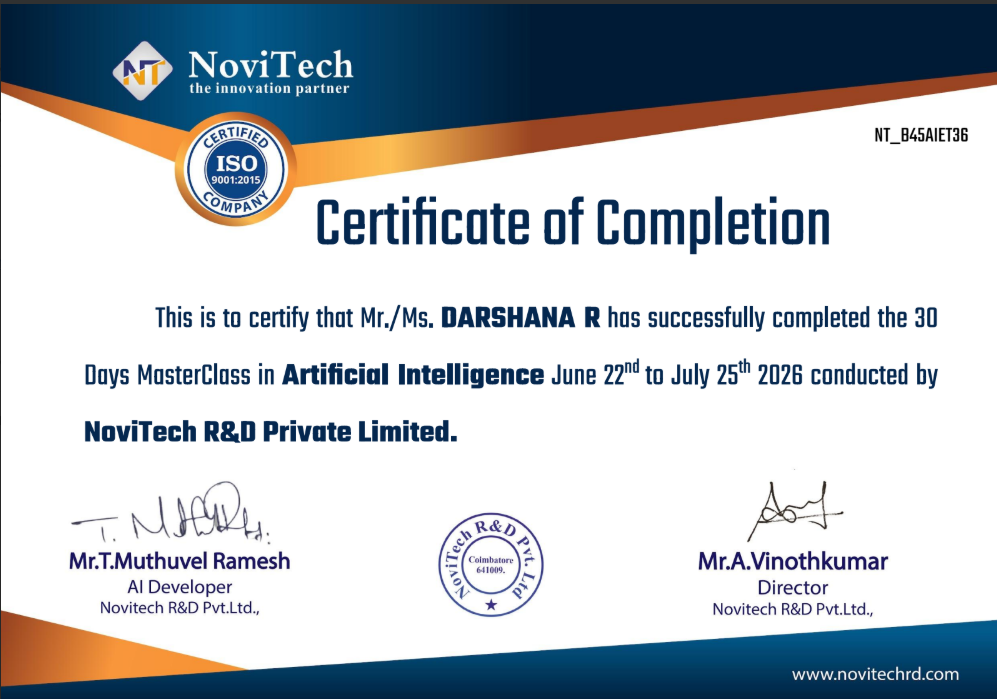 NT
NoviTech
the innovation partner
NT_B45AIET36
CERTIFIED
ISO
9001:2015
COMPANY
Certificate of Completion
This is to certify that Mr./Ms. DARSHANA R has successfully completed the 30
Days MasterClass in Artificial Intelligence June 22nd to July 25th 2026 conducted by
NoviTech R&D Private Limited.
Mr.T.Muthuvel Ramesh
AI Developer
Novitech R&D Pvt.Ltd.,
NoviTech R&D Pvt. Ltd
Coimbatore
641009.
Mr.A.Vinothkumar
Director
Novitech R&D Pvt.Ltd.,
www.novitechrd.com